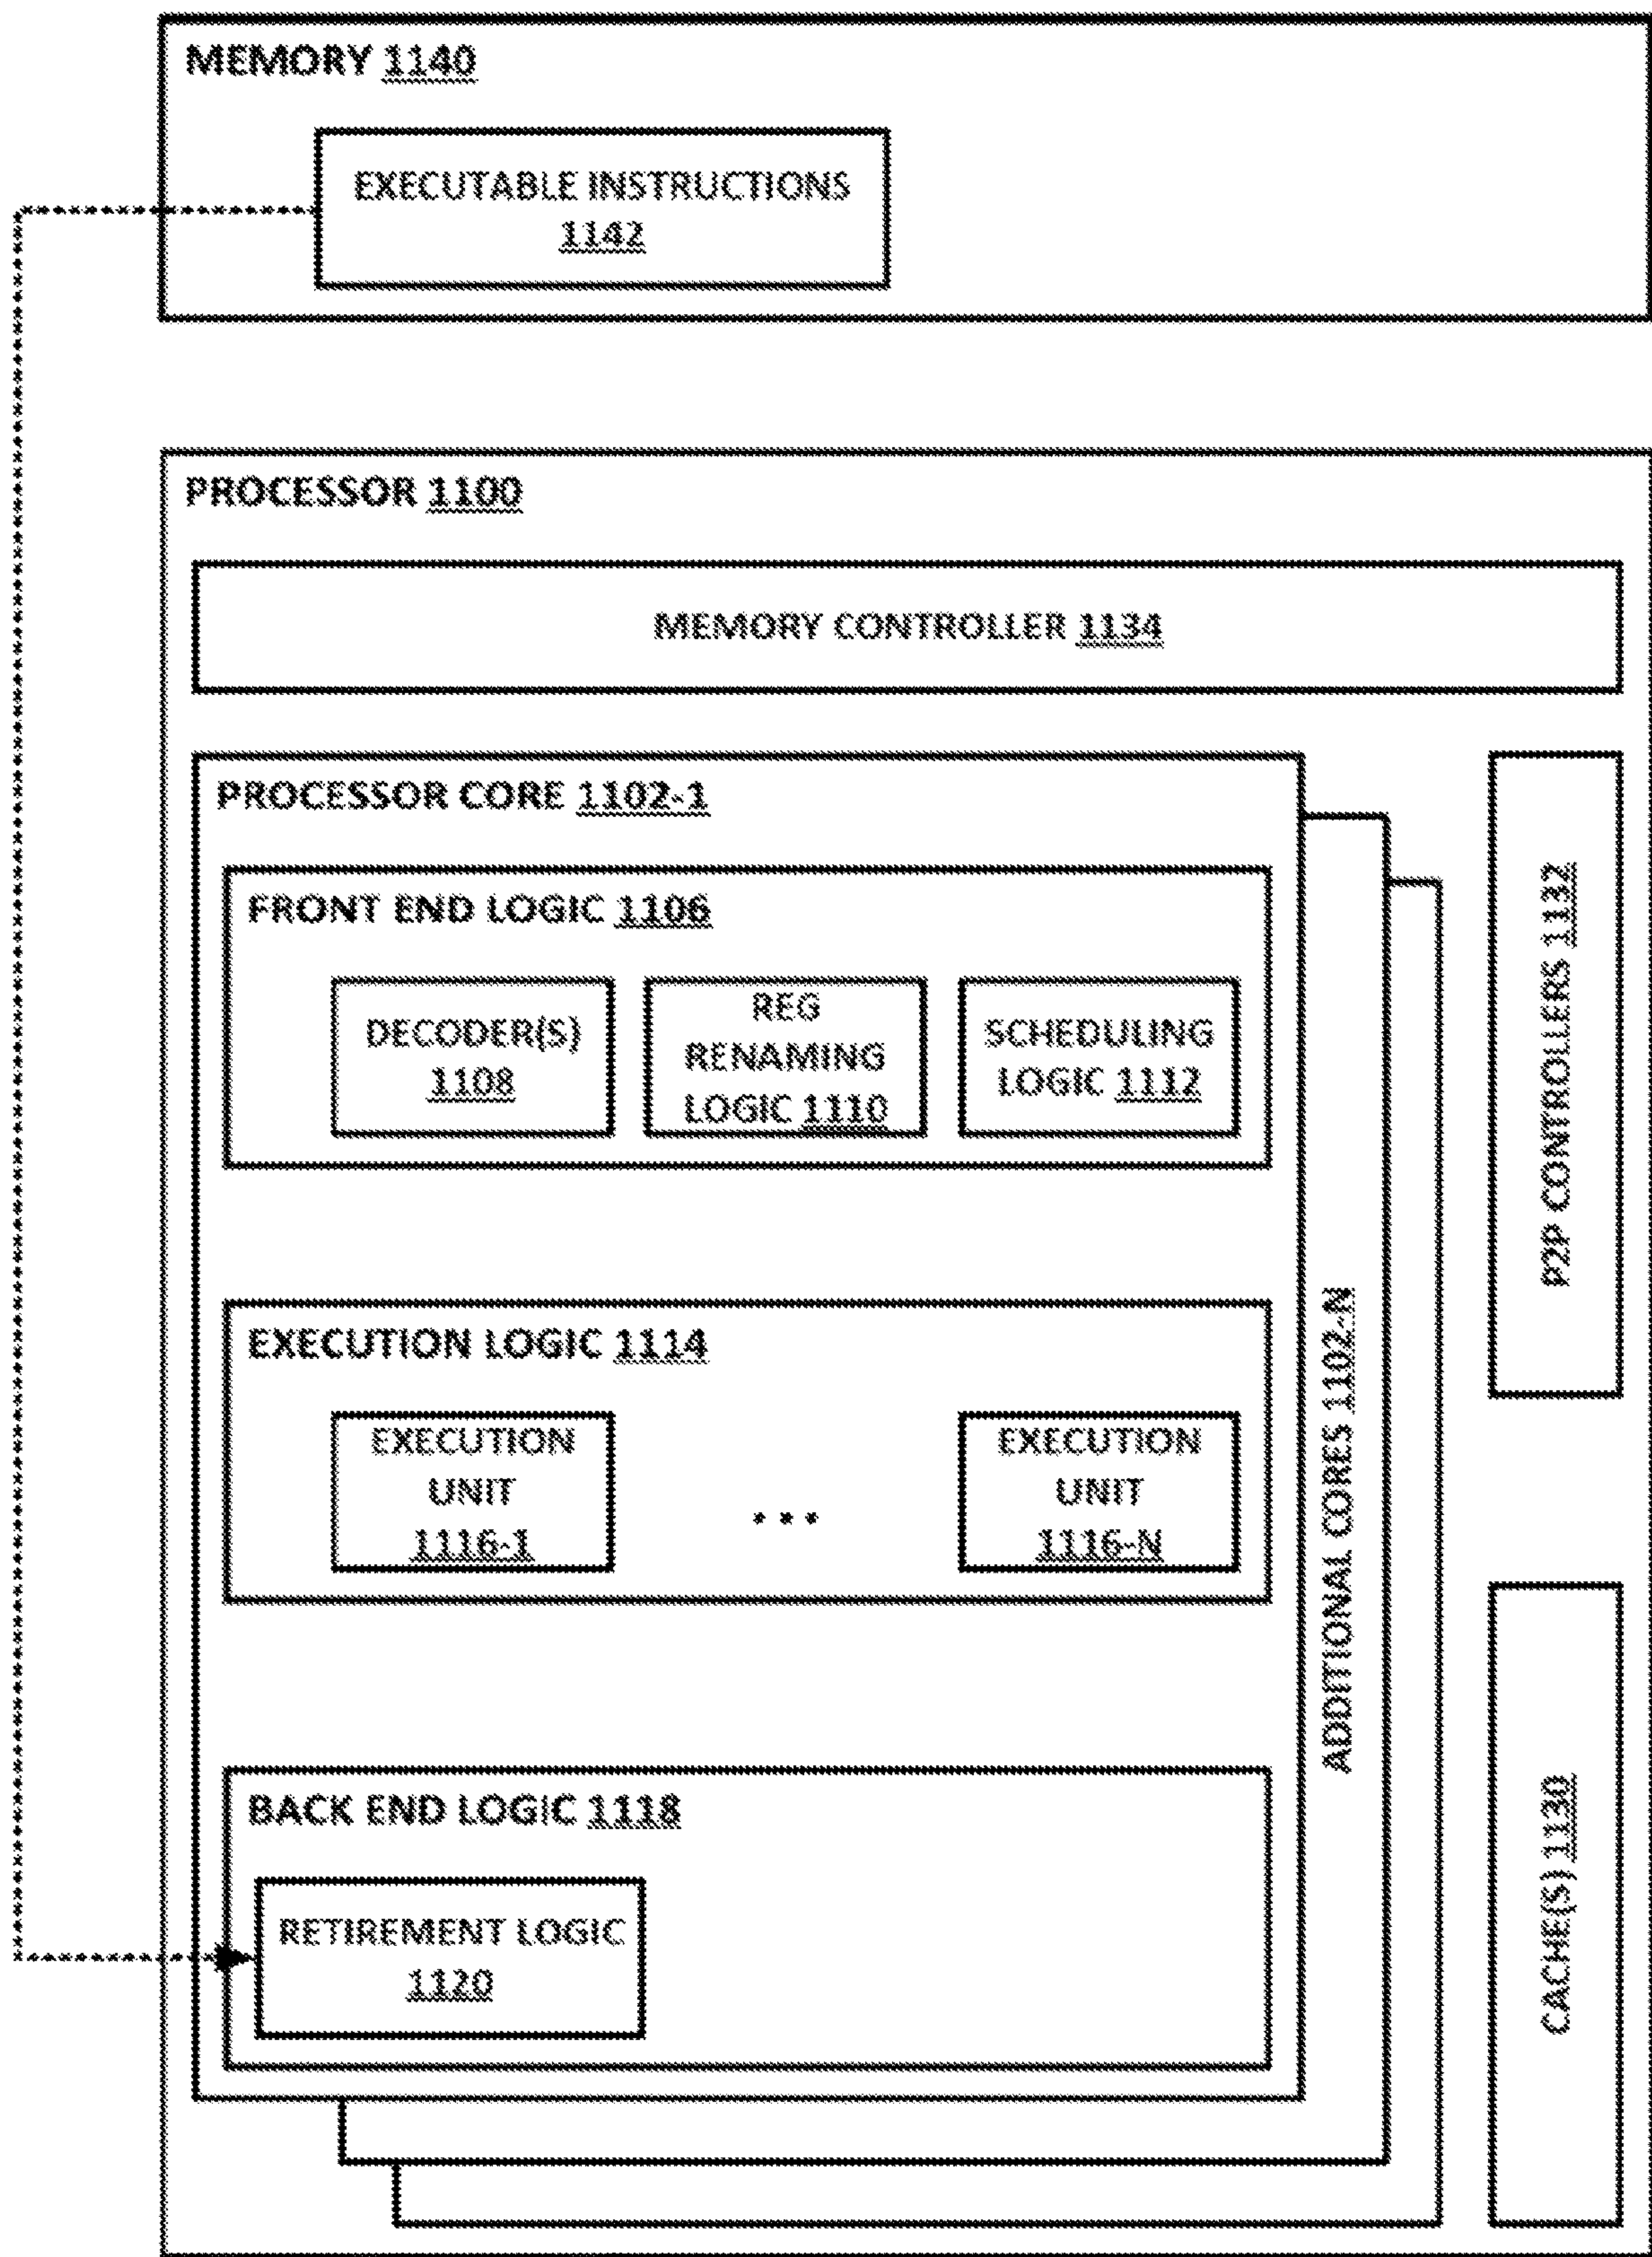 MEMORY 1140
EXECUTABLE INSTRUCTIONS
1142
PROCESSOR 1100
MEMORY CONTROLLER 1134
PROCESSOR CORE 1102-1
FRONT END LOGIC 1106
DECODER(S)
1108
REG
RENAMING
LOGIC 1110
SCHEDULING
LOGIC 1112
EXECUTION LOGIC 1114
EXECUTION
UNIT
1116-1
...
EXECUTION
UNIT
1116-N
BACK END LOGIC 1118
RETIREMENT LOGIC
1120
ADDITIONAL CORES 1102-N
P2P CONTROLLERS 1132
CACHE(S) 1130